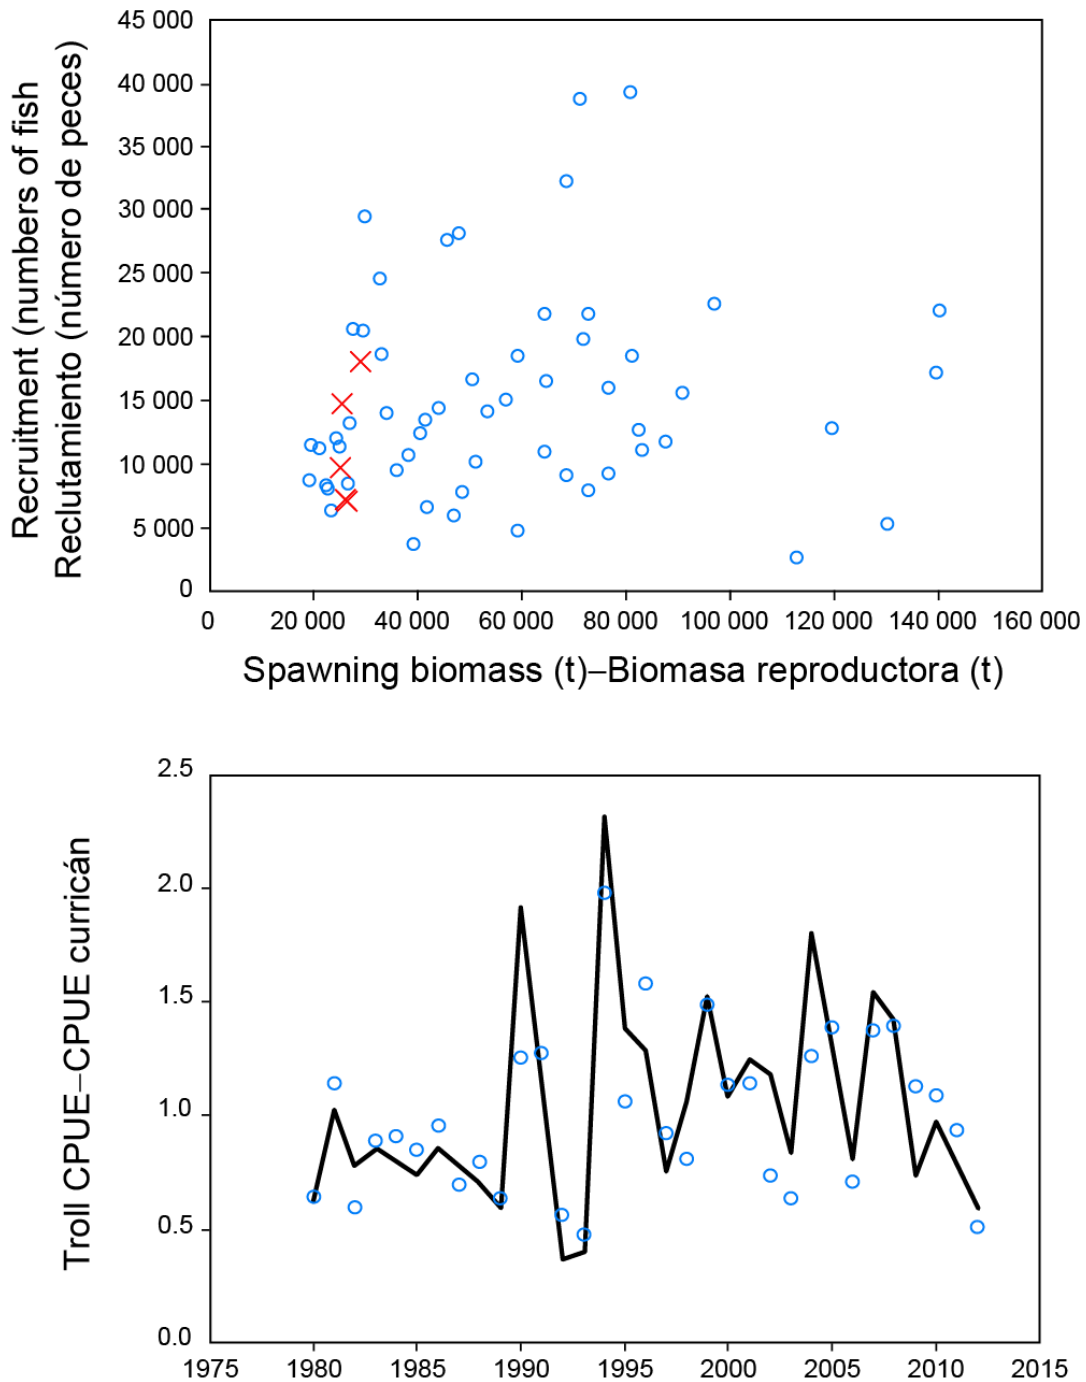 Recruitment (numbers of fish
Reclutamiento (número de peces)
45 000
40 000
35 000
30 000
25 000
20 000
15 000
10 000
5 000
0
0 20 000 40 000 60 000 80 000 100 000 120 000 140 000 160 000
Spawning biomass (t)–Biomasa reproductora (t)
Troll CPUE–CPUE curricán
2.5
2.0
1.5
1.0
0.5
0.0
1975 1980 1985 1990 1995 2000 2005 2010 2015